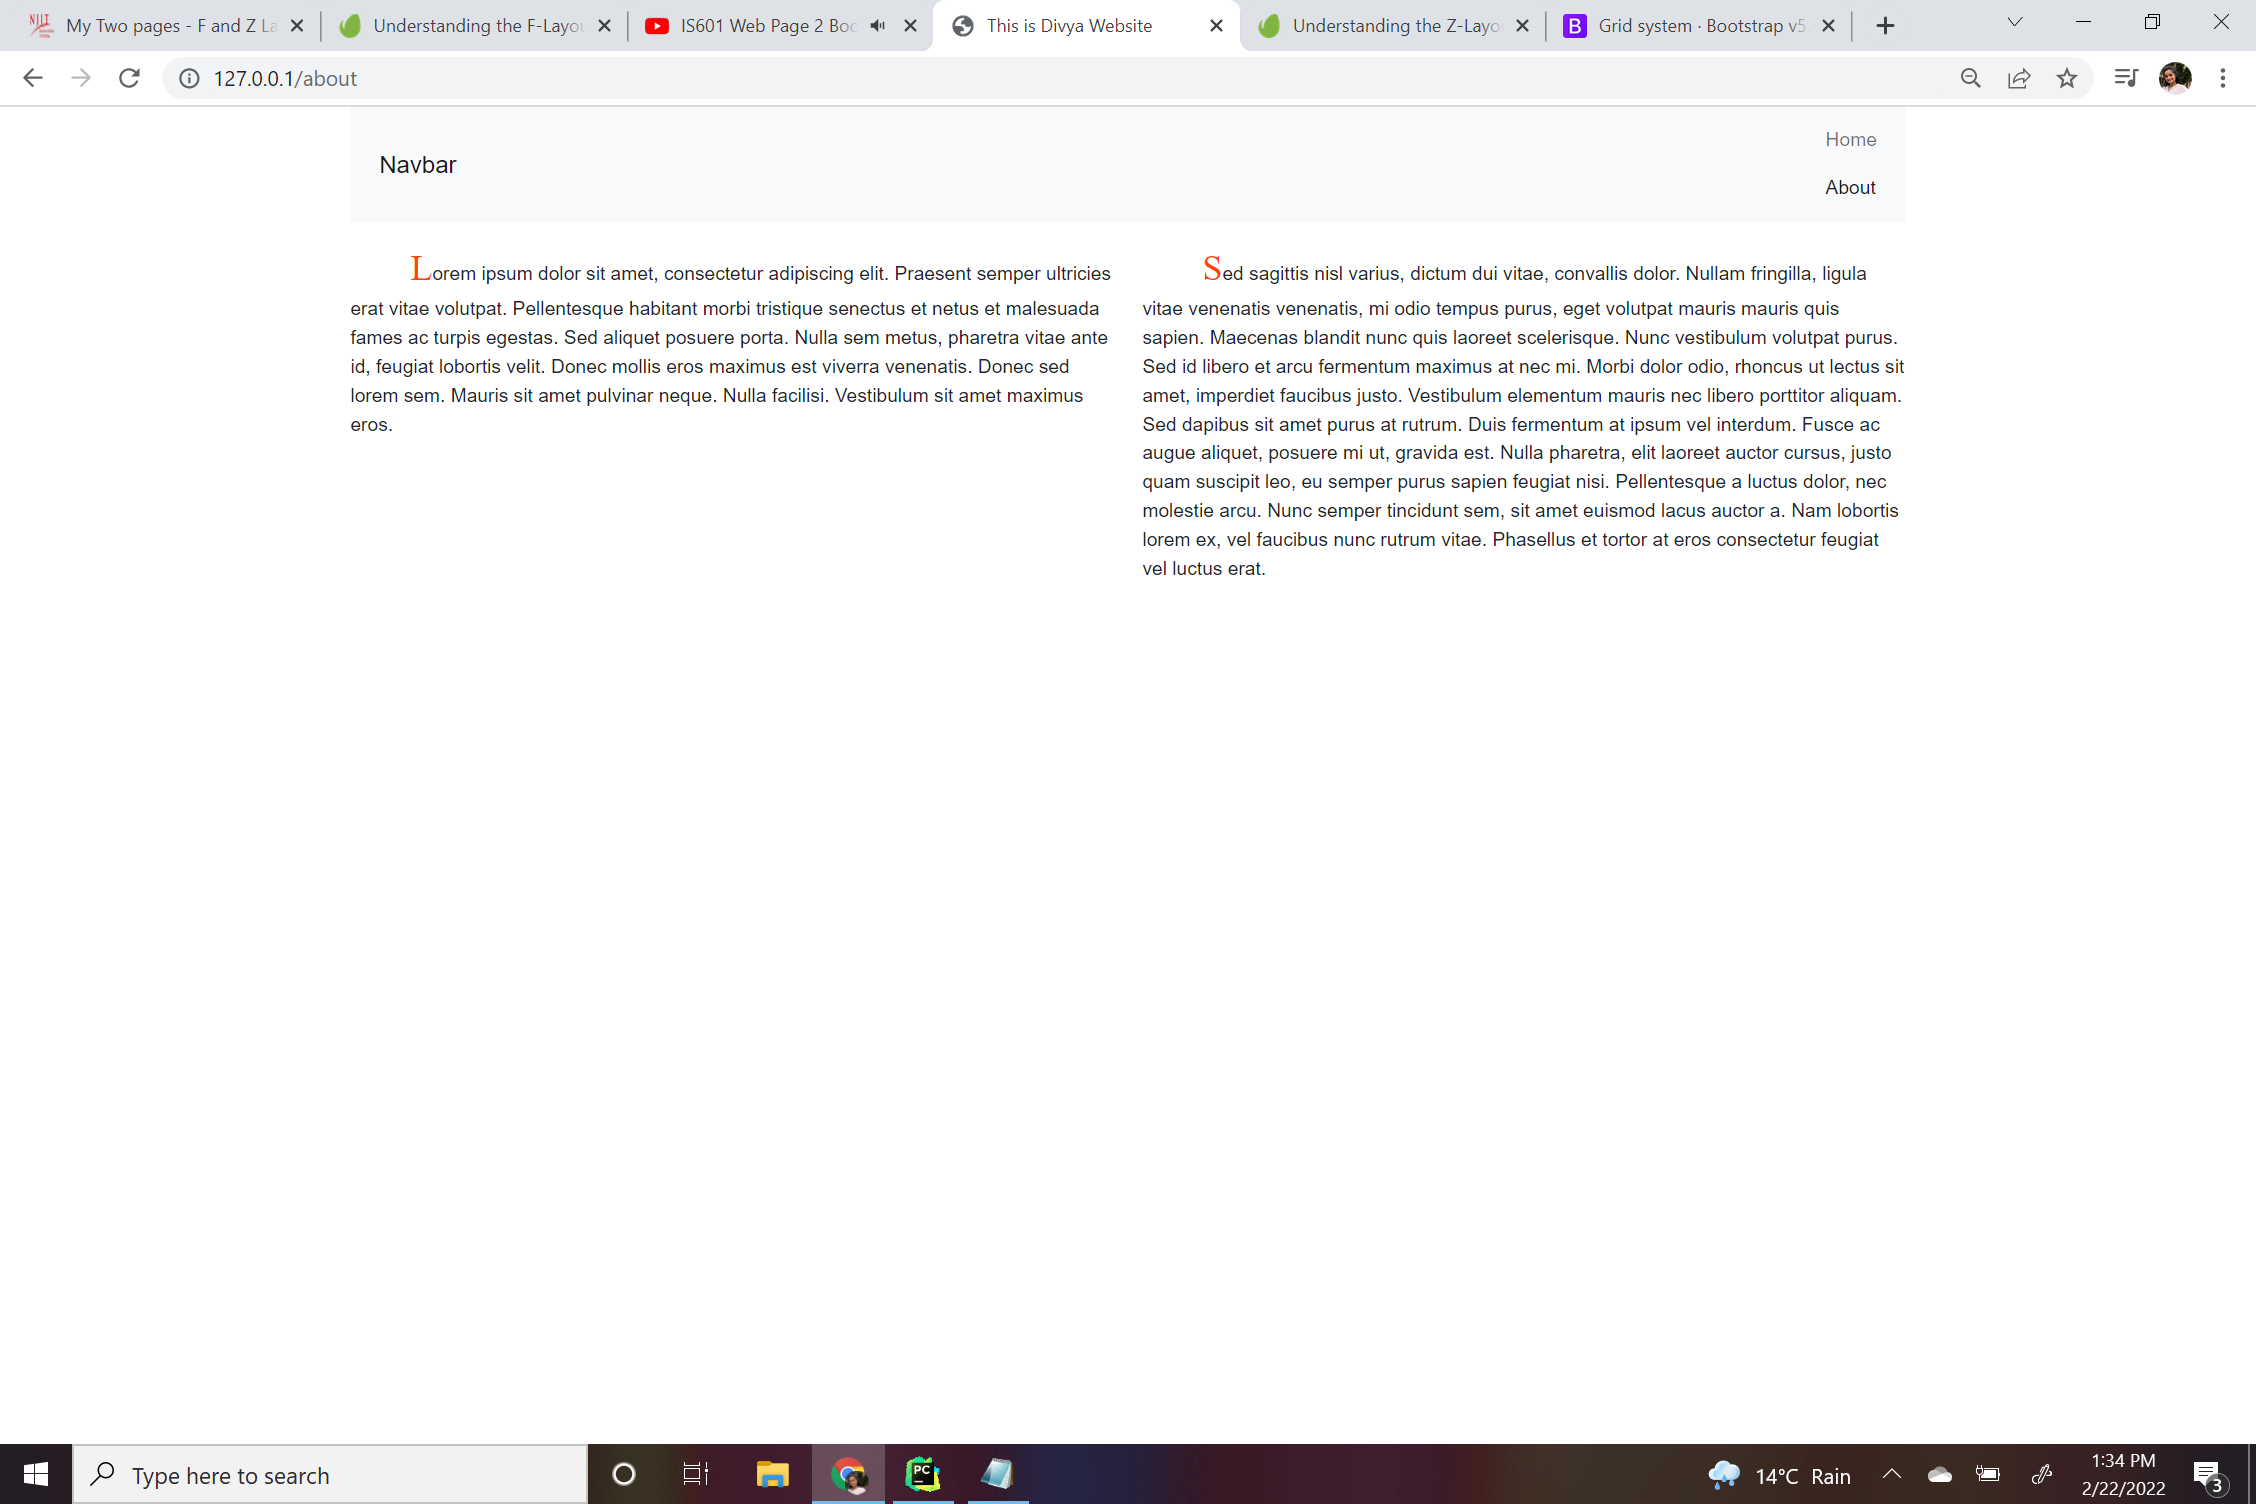 My Two pages - F and Z La
Understanding the F-Layou
IS601 Web Page 2 Boo
This is Divya Website
Understanding the Z-Layo
B Grid system · Bootstrap v5.
127.0.0.1/about
Navbar
Home
About
Lorem ipsum dolor sit amet, consectetur adipiscing elit. Praesent semper ultricies
erat vitae volutpat. Pellentesque habitant morbi tristique senectus et netus et malesuada
fames ac turpis egestas. Sed aliquet posuere porta. Nulla sem metus, pharetra vitae ante
id, feugiat lobortis velit. Donec mollis eros maximus est viverra venenatis. Donec sed
lorem sem. Mauris sit amet pulvinar neque. Nulla facilisi. Vestibulum sit amet maximus
eros.
Sed sagittis nisl varius, dictum dui vitae, convallis dolor. Nullam fringilla, ligula
vitae venenatis venenatis, mi odio tempus purus, eget volutpat mauris mauris quis
sapien. Maecenas blandit nunc quis laoreet scelerisque. Nunc vestibulum volutpat purus.
Sed id libero et arcu fermentum maximus at nec mi. Morbi dolor odio, rhoncus ut lectus sit
amet, imperdiet faucibus justo. Vestibulum elementum mauris nec libero porttitor aliquam.
Sed dapibus sit amet purus at rutrum. Duis fermentum at ipsum vel interdum. Fusce ac
augue aliquet, posuere mi ut, gravida est. Nulla pharetra, elit laoreet auctor cursus, justo
quam suscipit leo, eu semper purus sapien feugiat nisi. Pellentesque a luctus dolor, nec
molestie arcu. Nunc semper tincidunt sem, sit amet euismod lacus auctor a. Nam lobortis
lorem ex, vel faucibus nunc rutrum vitae. Phasellus et tortor at eros consectetur feugiat
vel luctus erat.
Type here to search
PC
14°C Rain
1:34 PM
2/22/2022
3